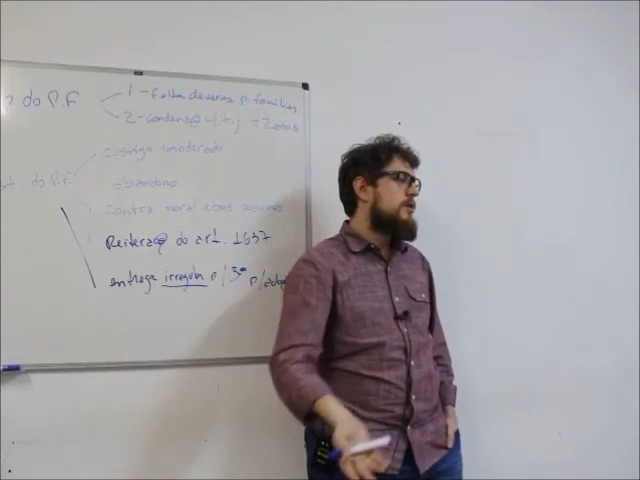 do P.F
1 - Falta deveres p. família
2 - condenação +2 anos
castigo imoderado
do P.F.
abandono
contra moral e bons costumes
Reiteração do art. 1637
entrega irregular p/ 3º p/